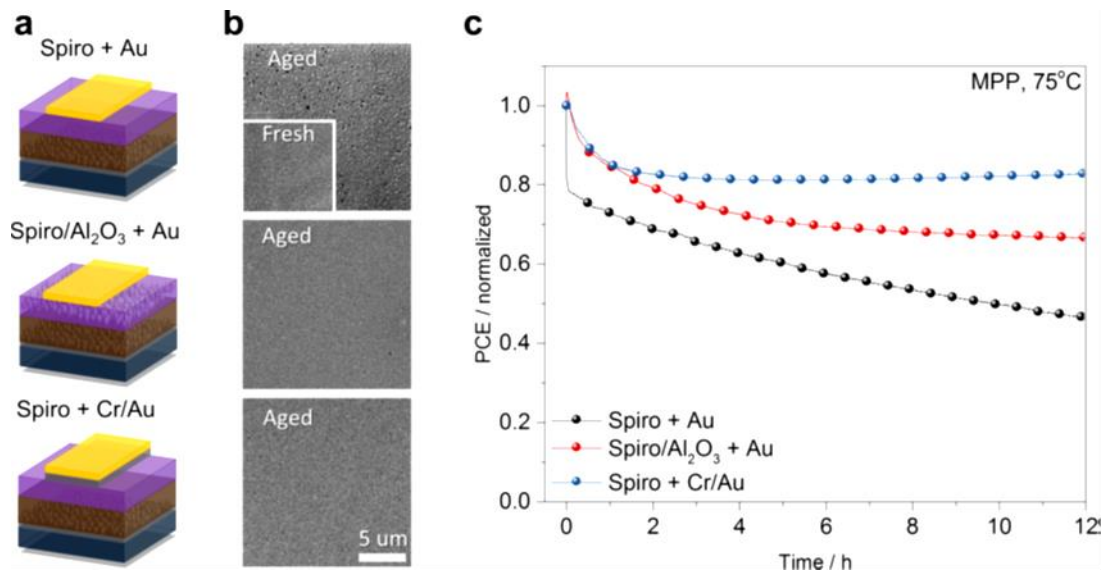 a
Spiro + Au
Spiro/Al₂O₃ + Au
Spiro + Cr/Au
b
Aged
Fresh
Aged
Aged
5 um
c
MPP, 75°C
PCE / normalized
1.0
0.8
0.6
0.4
0.2
0.0
Spiro + Au
Spiro/Al₂O₃ + Au
Spiro + Cr/Au
0 2 4 6 8 10 12
Time / h